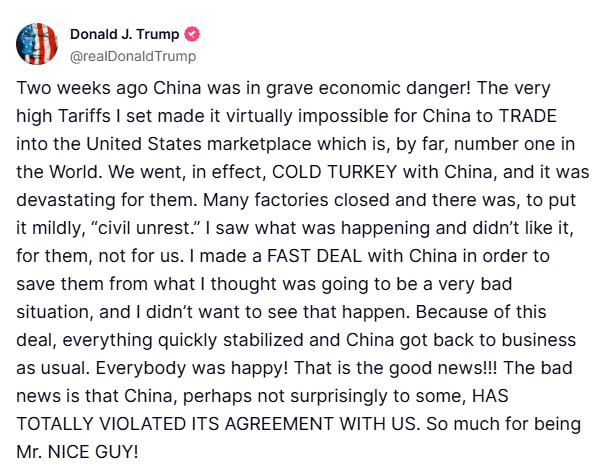 Donald J. Trump
@realDonaldTrump
Two weeks ago China was in grave economic danger! The very
high Tariffs I set made it virtually impossible for China to TRADE
into the United States marketplace which is, by far, number one in
the World. We went, in effect, COLD TURKEY with China, and it was
devastating for them. Many factories closed and there was, to put
it mildly, “civil unrest.” I saw what was happening and didn’t like it,
for them, not for us. I made a FAST DEAL with China in order to
save them from what I thought was going to be a very bad
situation, and I didn’t want to see that happen. Because of this
deal, everything quickly stabilized and China got back to business
as usual. Everybody was happy! That is the good news!!! The bad
news is that China, perhaps not surprisingly to some, HAS
TOTALLY VIOLATED ITS AGREEMENT WITH US. So much for being
Mr. NICE GUY!